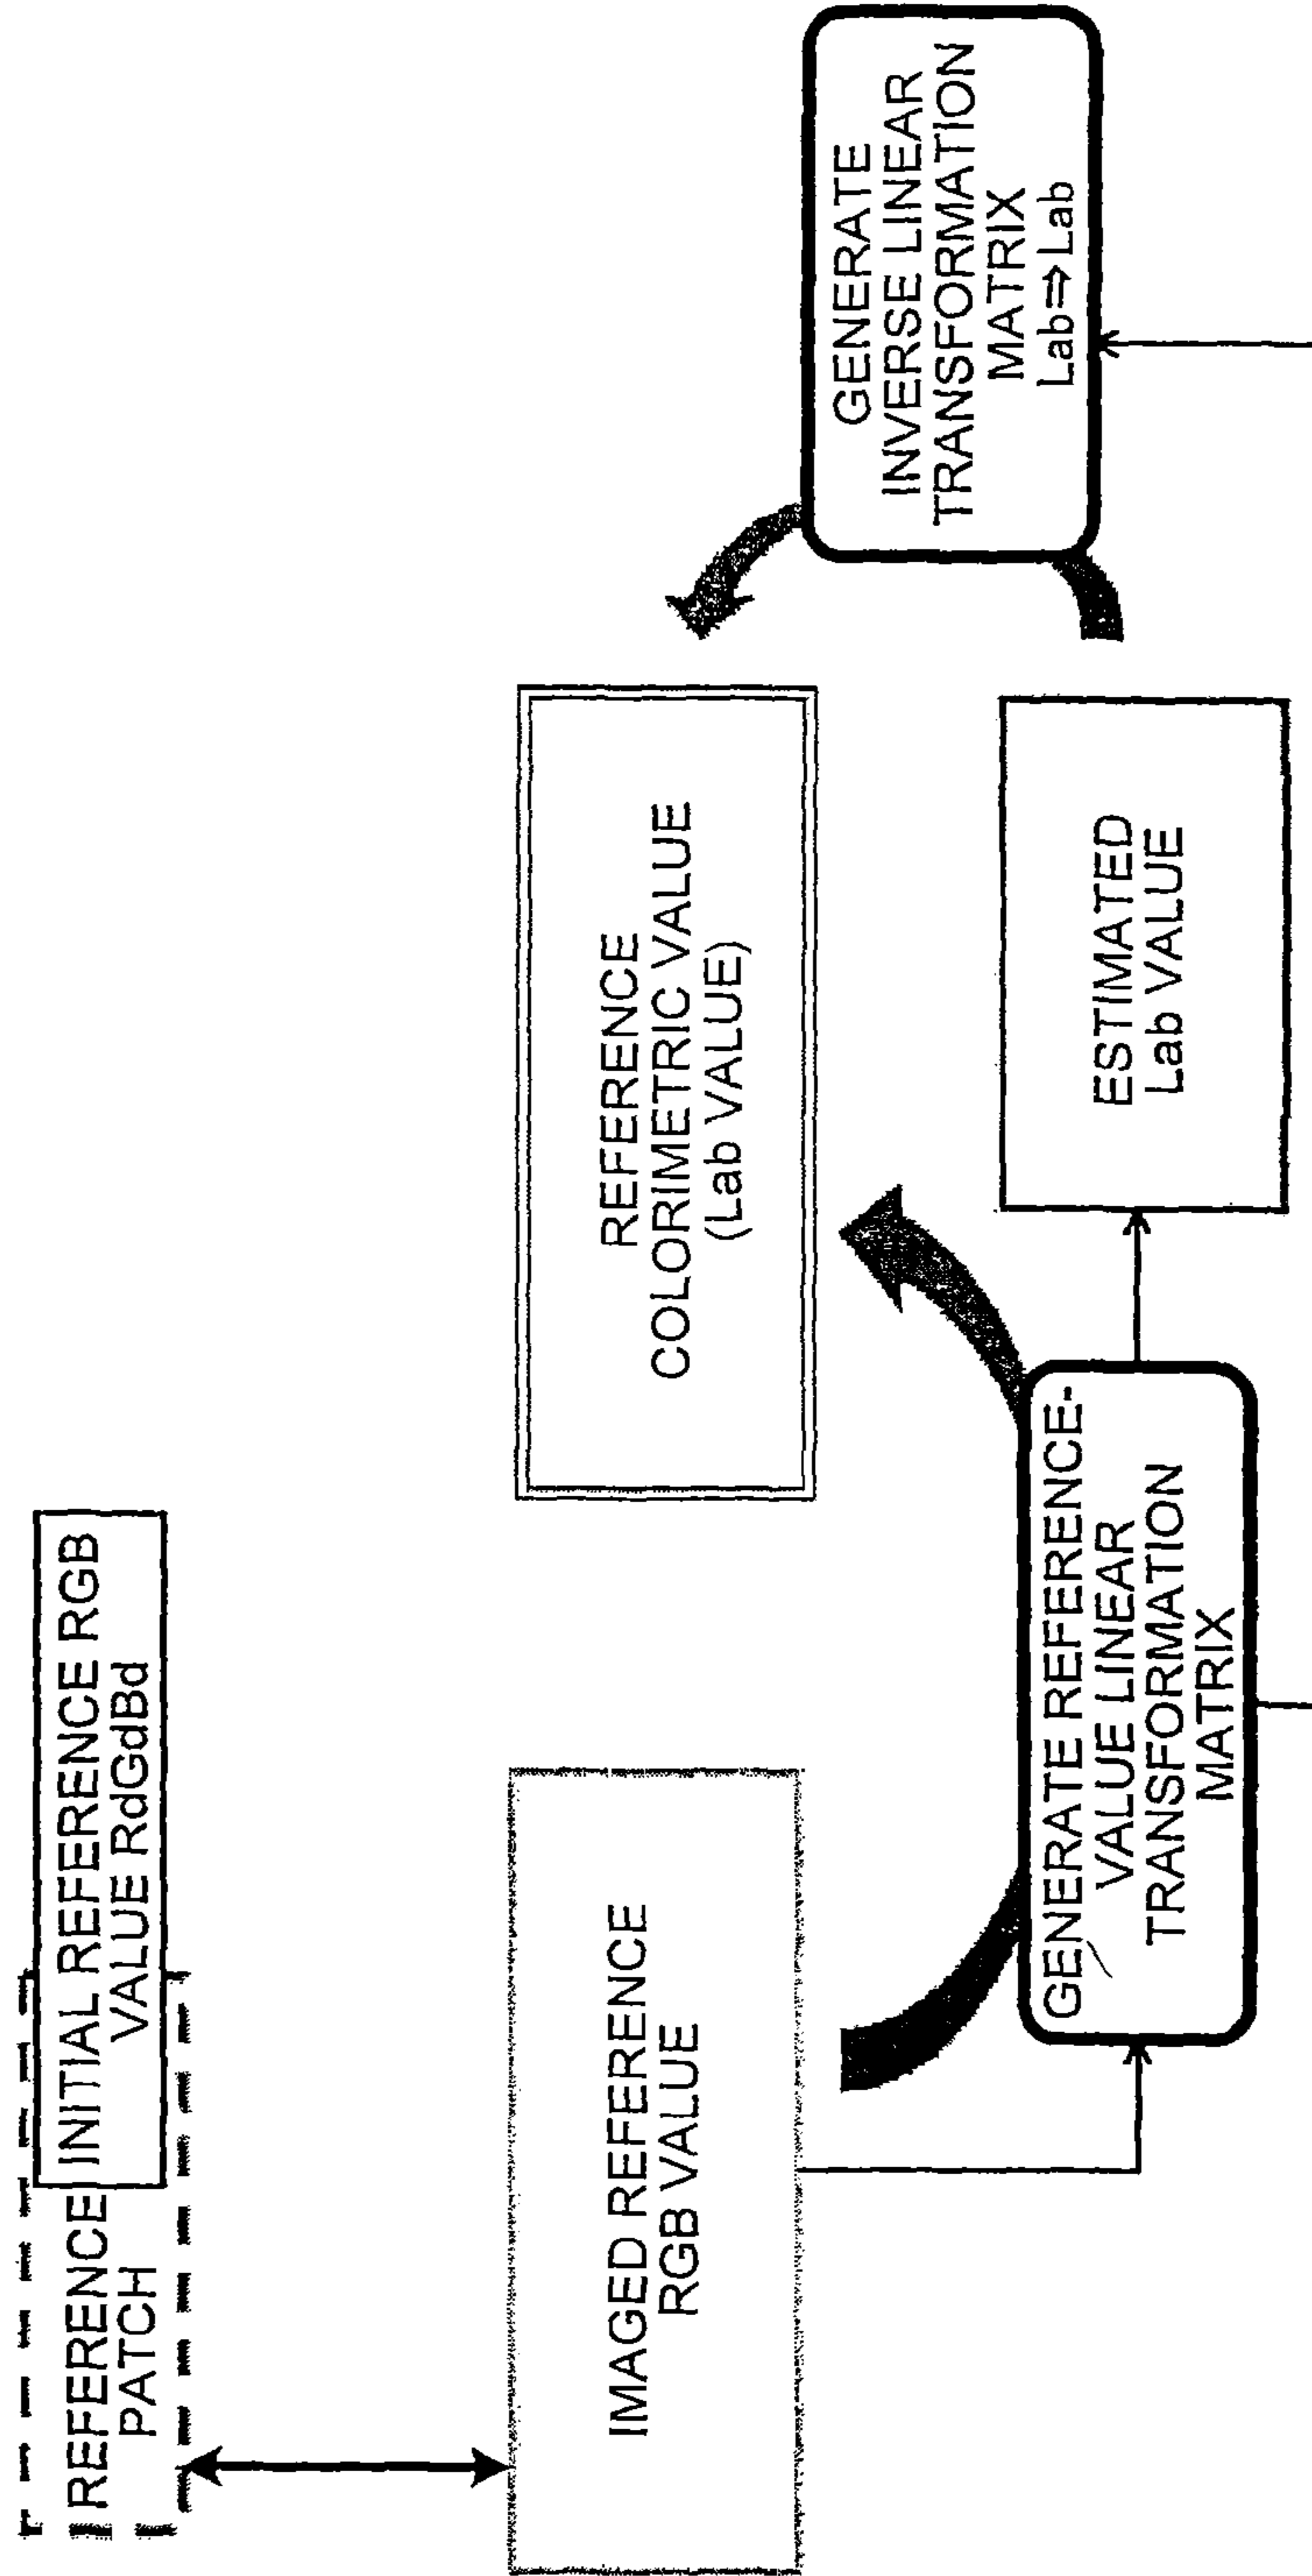 REFERENCE
PATCH
INITIAL REFERENCE RGB
VALUE RdGdBd
IMAGED REFERENCE
RGB VALUE
REFERENCE
COLORIMETRIC VALUE
(Lab VALUE)
GENERATE REFERENCE-
VALUE LINEAR
TRANSFORMATION
MATRIX
ESTIMATED
Lab VALUE
GENERATE
INVERSE LINEAR
TRANSFORMATION
MATRIX
Lab⇒Lab